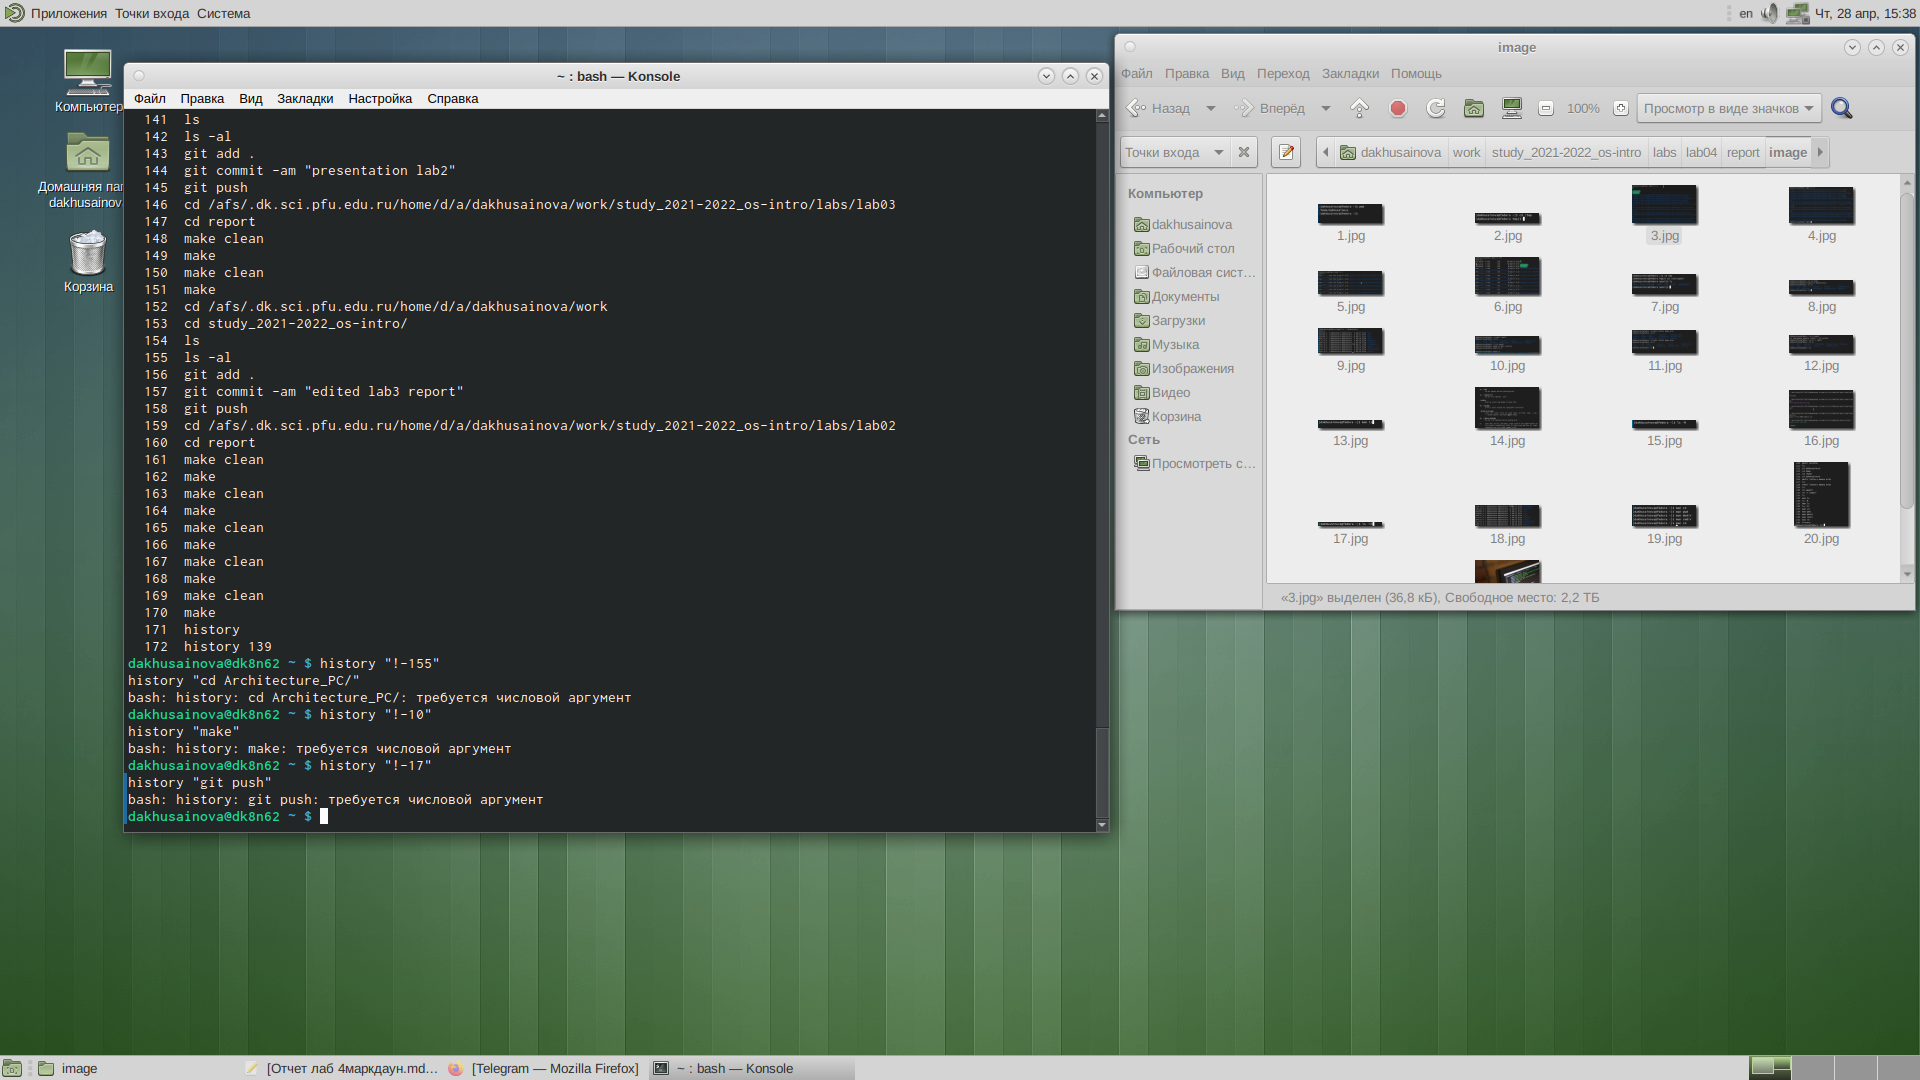 Приложения Точки входа Система
en Чт, 28 апр, 15:38
Компьютер
Домашняя пап
dakhusainov
Корзина
~ : bash — Konsole
Файл Правка Вид Закладки Настройка Справка
141 ls
142 ls -al
143 git add .
144 git commit -am "presentation lab2"
145 git push
146 cd /afs/.dk.sci.pfu.edu.ru/home/d/a/dakhusainova/work/study_2021-2022_os-intro/labs/lab03
147 cd report
148 make clean
149 make
150 make clean
151 make
152 cd /afs/.dk.sci.pfu.edu.ru/home/d/a/dakhusainova/work
153 cd study_2021-2022_os-intro/
154 ls
155 ls -al
156 git add .
157 git commit -am "edited lab3 report"
158 git push
159 cd /afs/.dk.sci.pfu.edu.ru/home/d/a/dakhusainova/work/study_2021-2022_os-intro/labs/lab02
160 cd report
161 make clean
162 make
163 make clean
164 make
165 make clean
166 make
167 make clean
168 make
169 make clean
170 make
171 history
172 history 139
dakhusainova@dk8n62 ~ $ history "!-155"
history "cd Architecture_PC/"
bash: history: cd Architecture_PC/: требуется числовой аргумент
dakhusainova@dk8n62 ~ $ history "!-10"
history "make"
bash: history: make: требуется числовой аргумент
dakhusainova@dk8n62 ~ $ history "!-17"
history "git push"
bash: history: git push: требуется числовой аргумент
dakhusainova@dk8n62 ~ $
image
Файл Правка Вид Переход Закладки Помощь
Назад Вперёд 100% Просмотр в виде значков
Точки входа dakhusainova work study_2021-2022_os-intro labs lab04 report image
Компьютер
dakhusainova
Рабочий стол
Файловая сист...
Документы
Загрузки
Музыка
Изображения
Видео
Корзина
Сеть
Просмотреть с...
1.jpg 2.jpg 3.jpg 4.jpg
5.jpg 6.jpg 7.jpg 8.jpg
9.jpg 10.jpg 11.jpg 12.jpg
13.jpg 14.jpg 15.jpg 16.jpg
17.jpg 18.jpg 19.jpg 20.jpg
«3.jpg» выделен (36,8 кБ), Свободное место: 2,2 ТБ
image [Отчет лаб 4маркдаун.md... [Telegram — Mozilla Firefox] ~ : bash — Konsole